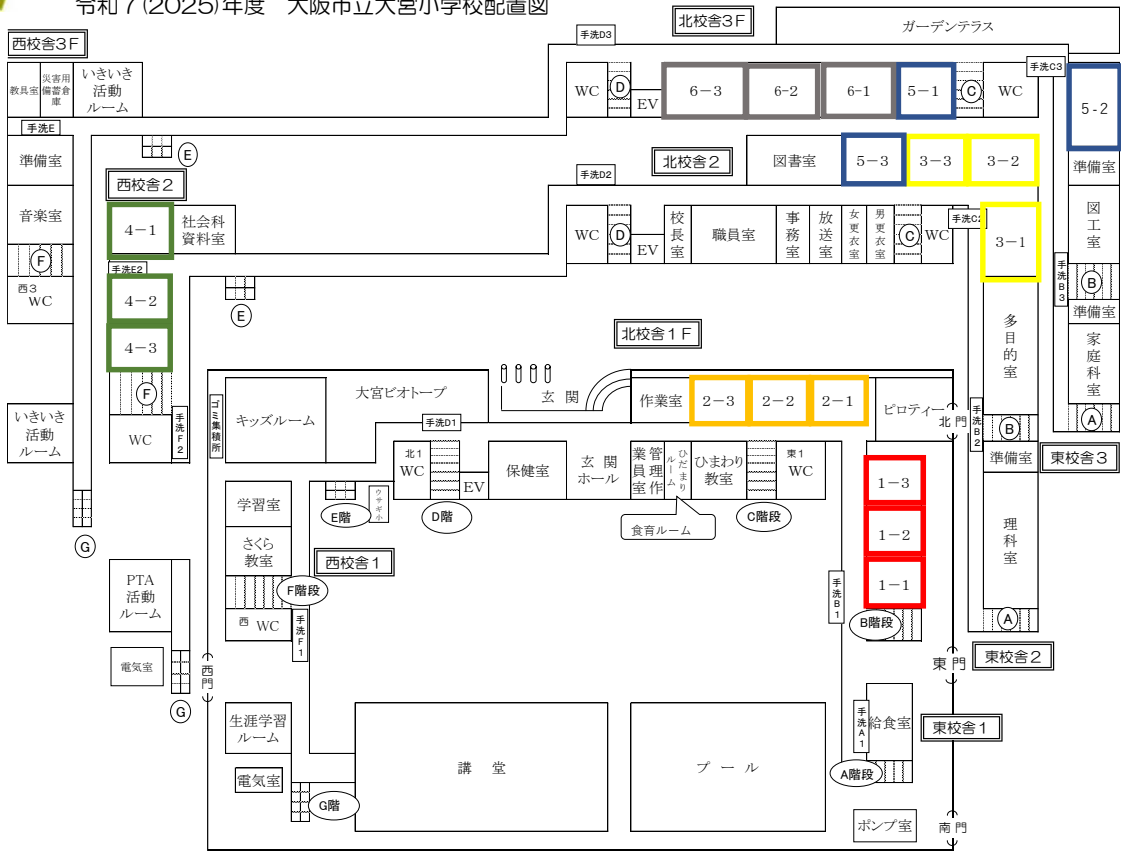 令和7(2025)年度　大阪市立大宮小学校配置図
西校舎3F
教具室
災害用
備蓄倉
庫
いきいき
活動
ルーム
手洗E
準備室
音楽室
F
西3
WC
いきいき
活動
ルーム
G
E
西校舎2
4-1
社会科
資料室
手洗E2
4-2
4-3
F
WC
手洗F2
E
PTA
活動
ルーム
電気室
G
北校舎3F
ガーデンテラス
手洗D3
WC
D
EV
6-3
6-2
6-1
5-1
C
WC
手洗C3
5-2
準備室
図工室
手洗B3
B
準備室
家庭科室
A
東校舎3
北校舎2
図書室
5-3
3-3
3-2
手洗D2
WC
D
EV
校長室
職員室
事務室
放送室
女更衣室
男更衣室
C
WC
手洗C2
3-1
多目的室
B
手洗B2
準備室
理科室
A
東校舎2
北校舎1F
ゴミ集積所
キッズルーム
大宮ビオトープ
玄 関
作業室
2-3
2-2
2-1
ピロティー
北門
手洗D1
北1
WC
EV
保健室
玄 関
ホール
管理作
業員室
ひだまり
ルーム
ひまわり
教室
東1
WC
食育ルーム
E階
ウサギ小
D階
C階段
1-3
1-2
1-1
手洗B1
B階段
学習室
さくら
教室
西校舎1
F階段
西 WC
手洗F1
西門
生涯学習
ルーム
電気室
G階
講 堂
プール
東門
手洗A1
給食室
東校舎1
A階段
ポンプ室
南門